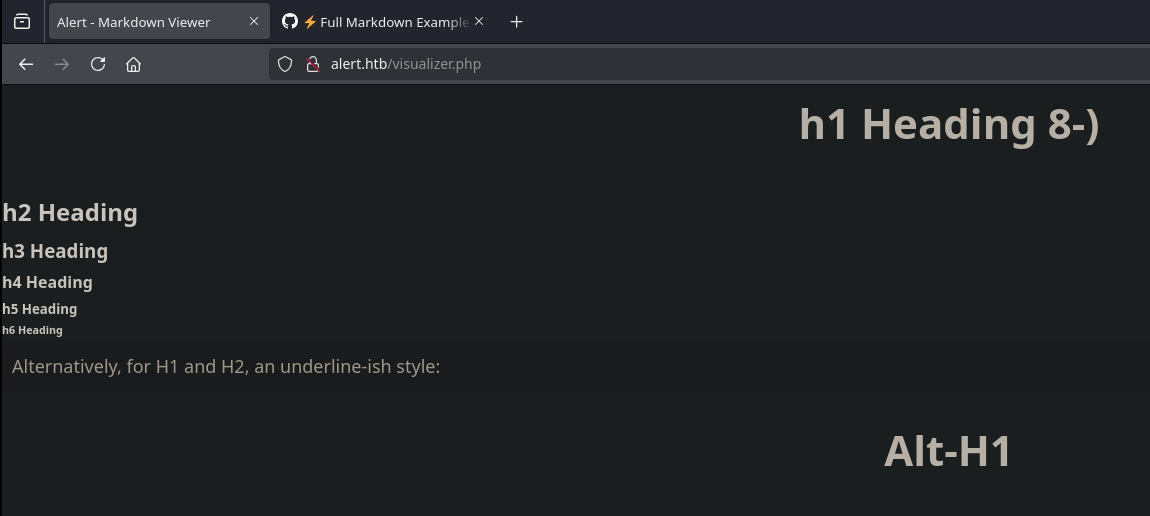 Alert - Markdown Viewer
⚡Full Markdown Example
alert.htb/visualizer.php
h1 Heading 8-)
h2 Heading
h3 Heading
h4 Heading
h5 Heading
h6 Heading
Alternatively, for H1 and H2, an underline-ish style:
Alt-H1